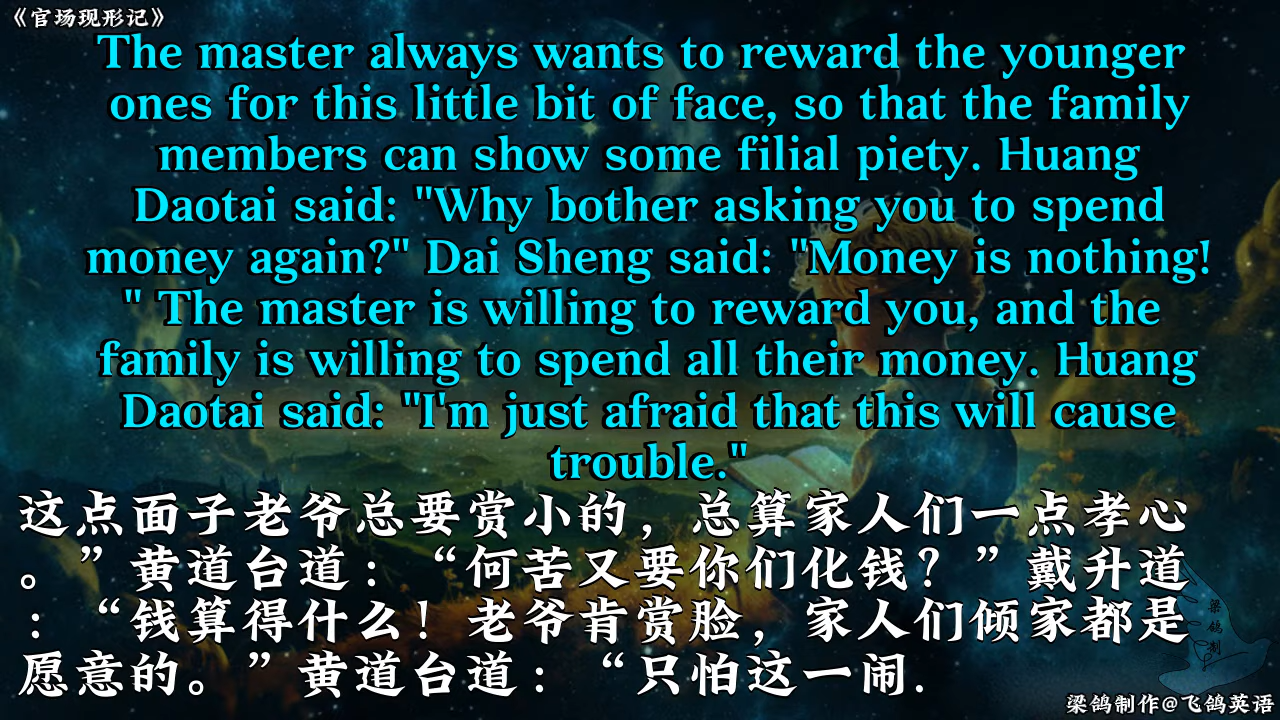 《官场现形记》
The master always wants to reward the younger
ones for this little bit of face, so that the family
members can show some filial piety. Huang
Daotai said: "Why bother asking you to spend
money again?" Dai Sheng said: "Money is nothing!
" The master is willing to reward you, and the
family is willing to spend all their money. Huang
Daotai said: "I'm just afraid that this will cause
trouble."
这点面子老爷总要赏小的，总算家人们一点孝心
。”黄道台道：“何苦又要你们化钱？”戴升道
：“钱算得什么！老爷肯赏脸，家人们倾家都是
愿意的。”黄道台道：“只怕这一闹.
梁鸽制
梁鸽制作@飞鸽英语